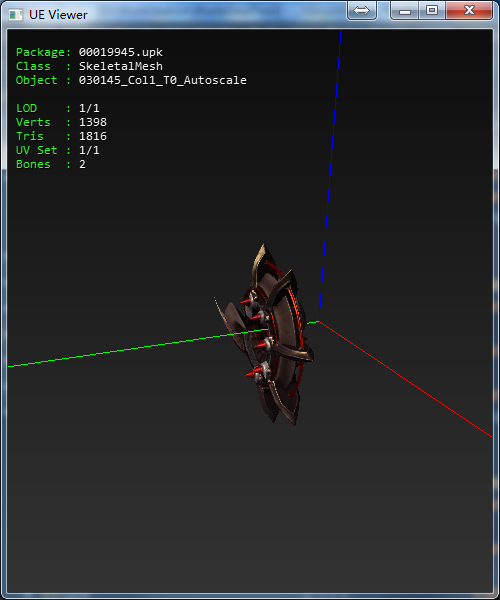 UE Viewer
Package: 00019945.upk
Class : SkeletalMesh
Object : 030145_Col1_T0_Autoscale
LOD : 1/1
Verts : 1398
Tris : 1816
UV Set : 1/1
Bones : 2